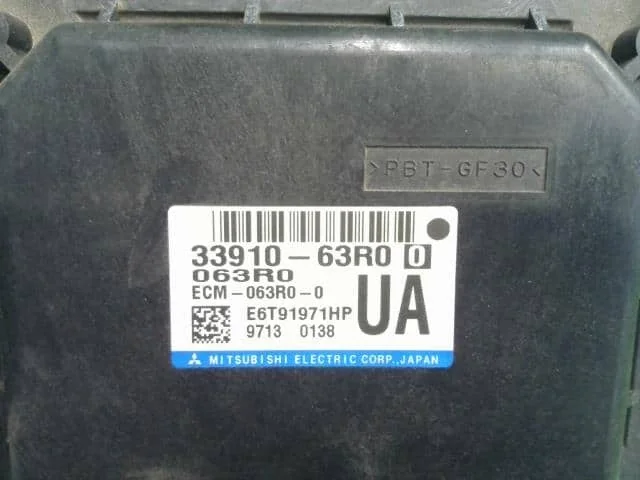 >PBT-GF30<
33910-63R0 0
063R0
ECM-063R0-0
E6T91971HP
9713 0138
UA
MITSUBISHI ELECTRIC CORP., JAPAN